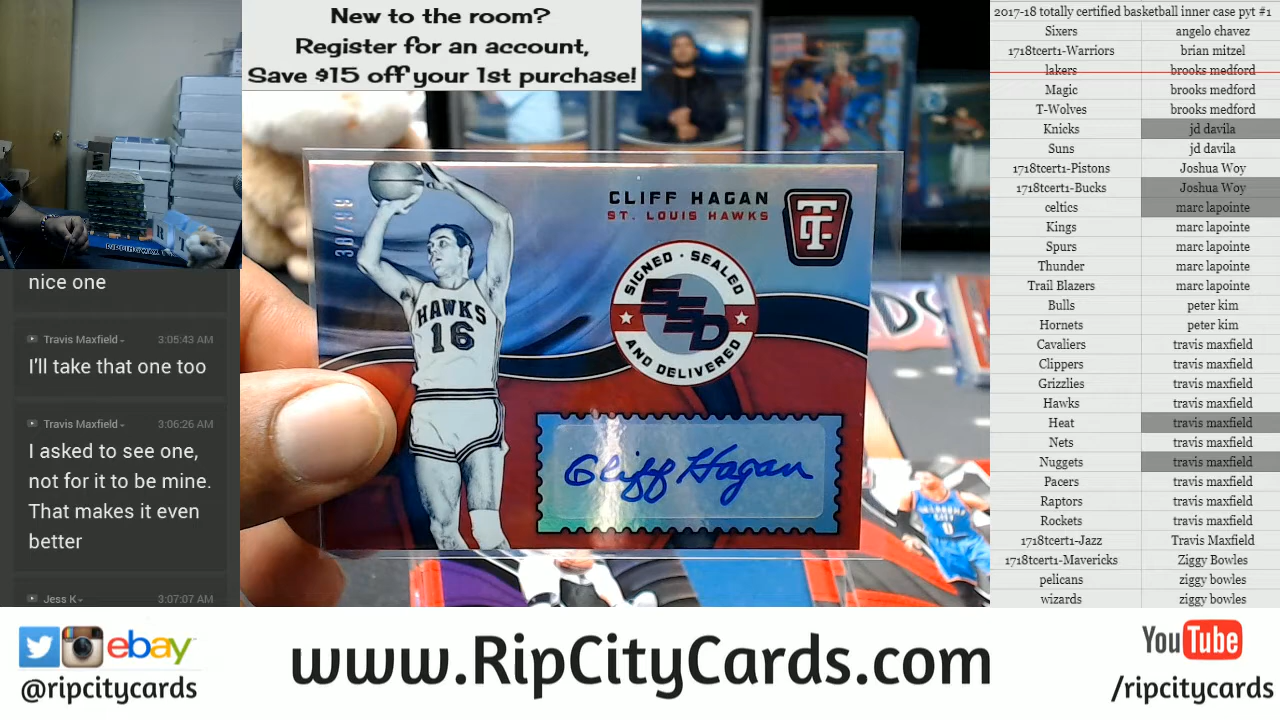 New to the room?
Register for an account,
Save $15 off your 1st purchase!
nice one
Travis Maxfield 3:05:43 AM
I'll take that one too
Travis Maxfield 3:06:26 AM
I asked to see one,
not for it to be mine.
That makes it even
better
Jess K 3:07:07 AM
CLIFF HAGAN
ST. LOUIS HAWKS
TC
SIGNED · SEALED
SSD
AND DELIVERED
HAWKS
16
Cliff Hagan
2017-18 totally certified basketball inner case pyt #1
Sixers angelo chavez
1718tcert1-Warriors brian mitzel
lakers brooks medford
Magic brooks medford
T-Wolves brooks medford
Knicks jd davila
Suns jd davila
1718tcert1-Pistons Joshua Woy
1718tcert1-Bucks Joshua Woy
celtics marc lapointe
Kings marc lapointe
Spurs marc lapointe
Thunder marc lapointe
Trail Blazers marc lapointe
Bulls peter kim
Hornets peter kim
Cavaliers travis maxfield
Clippers travis maxfield
Grizzlies travis maxfield
Hawks travis maxfield
Heat travis maxfield
Nets travis maxfield
Nuggets travis maxfield
Pacers travis maxfield
Raptors travis maxfield
Rockets travis maxfield
1718tcert1-Jazz Travis Maxfield
1718tcert1-Mavericks Ziggy Bowles
pelicans ziggy bowles
wizards ziggy bowles
ebay
@ripcitycards
www.RipCityCards.com
YouTube
/ripcitycards